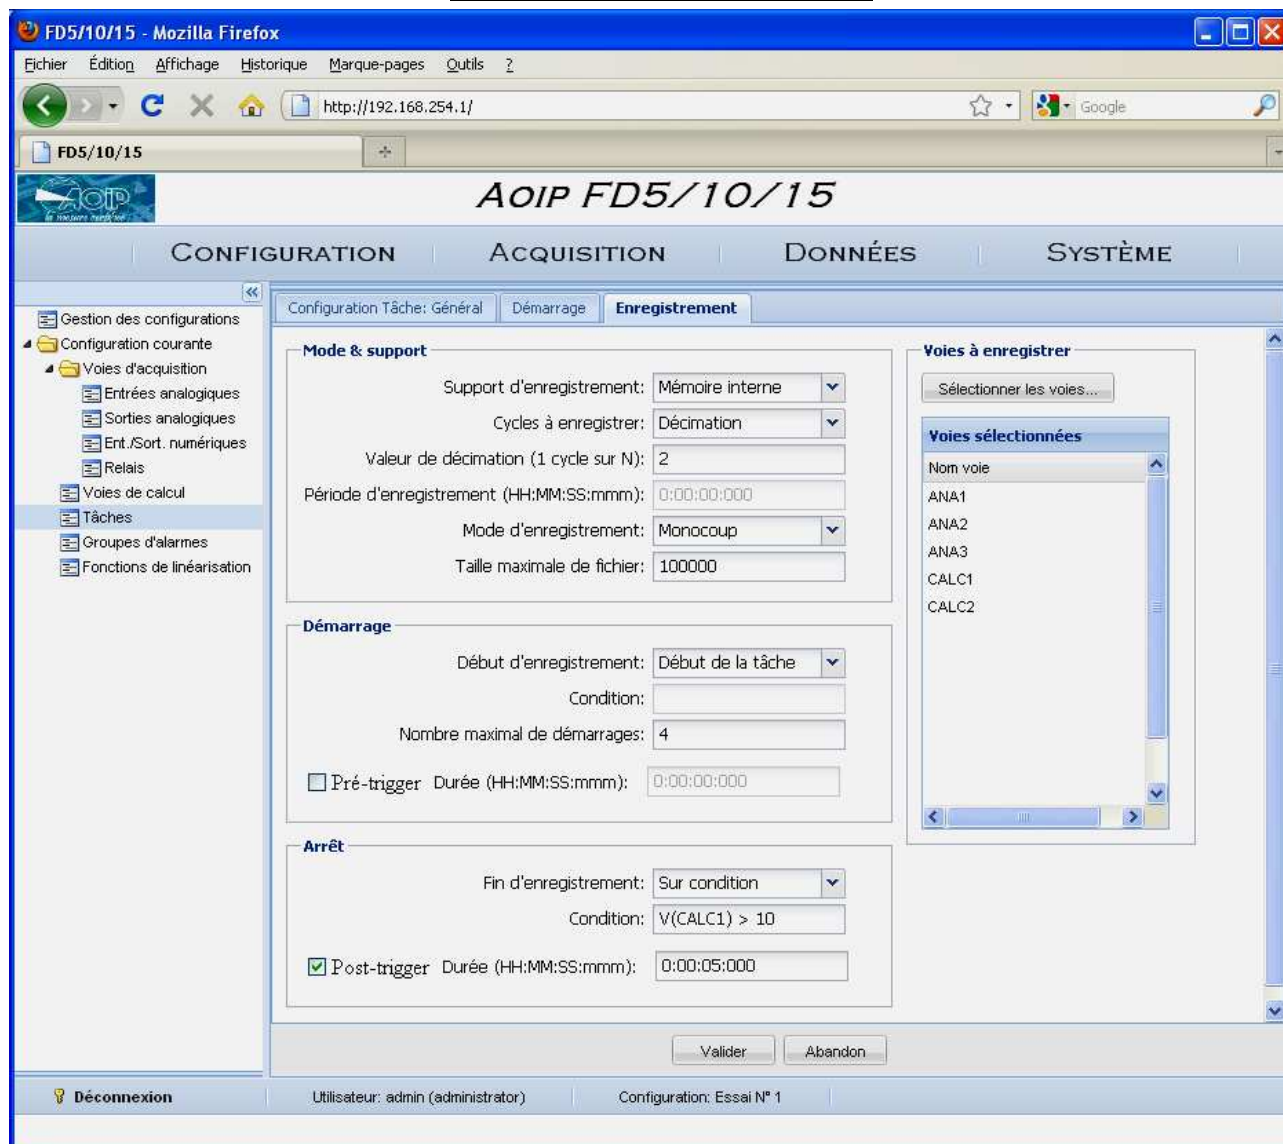 FD5/10/15 - Mozilla Firefox
Fichier Édition Affichage Historique Marque-pages Outils ?
http://192.168.254.1/
Google
FD5/10/15
AOIP
la mesure
AOIP FD5/10/15
CONFIGURATION ACQUISITION DONNÉES SYSTÈME
Gestion des configurations
Configuration courante
Voies d'acquisition
Entrées analogiques
Sorties analogiques
Ent./Sort. numériques
Relais
Voies de calcul
Tâches
Groupes d'alarmes
Fonctions de linéarisation
Configuration Tâche: Général Démarrage Enregistrement
Mode & support
Support d'enregistrement: Mémoire interne
Cycles à enregistrer: Décimation
Valeur de décimation (1 cycle sur N): 2
Période d'enregistrement (HH:MM:SS:mmm): 0:00:00:000
Mode d'enregistrement: Monocoup
Taille maximale de fichier: 100000
Démarrage
Début d'enregistrement: Début de la tâche
Condition:
Nombre maximal de démarrages: 4
Pré-trigger Durée (HH:MM:SS:mmm): 0:00:00:000
Arrêt
Fin d'enregistrement: Sur condition
Condition: V(CALC1) > 10
Post-trigger Durée (HH:MM:SS:mmm): 0:00:05:000
Voies à enregistrer
Sélectionner les voies...
Voies sélectionnées
Nom voie
ANA1
ANA2
ANA3
CALC1
CALC2
Valider Abandon
Déconnexion Utilisateur: admin (administrator) Configuration: Essai N° 1